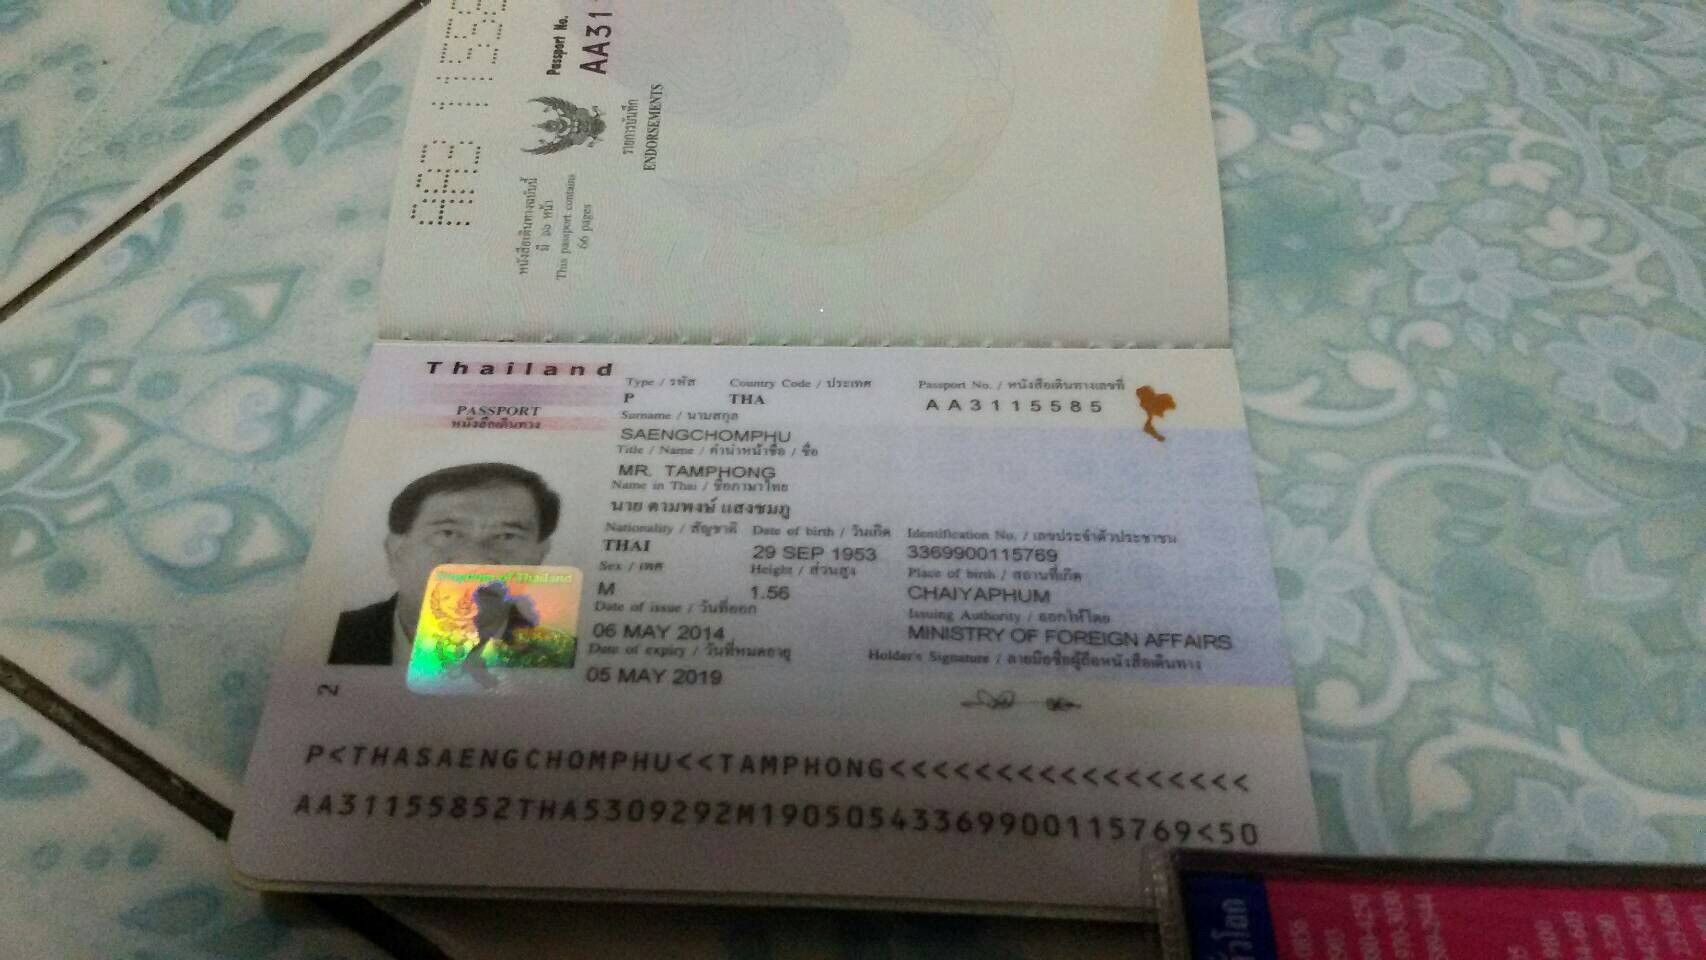 Passport No.
AA31
รายการบันทึก
ENDORSEMENTS
หนังสือเดินทางฉบับนี้
มี ๖๖ หน้า
This passport contains
66 pages
Thailand
PASSPORT
หนังสือเดินทาง
Type / รหัส Country Code / ประเทศ Passport No. / หนังสือเดินทางเลขที่
P THA AA3115585
Surname / นามสกุล
SAENGCHOMPHU
Title / Name / คำนำหน้าชื่อ / ชื่อ
MR. TAMPHONG
Name in Thai / ชื่อภาษาไทย
นาย ตามพงษ์ แสงชมภู
Nationality / สัญชาติ Date of birth / วันเกิด Identification No. / เลขประจำตัวประชาชน
THAI 29 SEP 1953 3369900115769
Sex / เพศ Height / ส่วนสูง Place of birth / สถานที่เกิด
M 1.56 CHAIYAPHUM
Date of issue / วันที่ออก Issuing Authority / ออกให้โดย
06 MAY 2014 MINISTRY OF FOREIGN AFFAIRS
Date of expiry / วันที่หมดอายุ Holder's Signature / ลายมือชื่อผู้ถือหนังสือเดินทาง
05 MAY 2019
Kingdom of Thailand
2
P<THASAENGCHOMPHU<<TAMPHONG<<<<<<<<<<<<<<<<<
AA31155852THA5309292M19050543369900115769<50